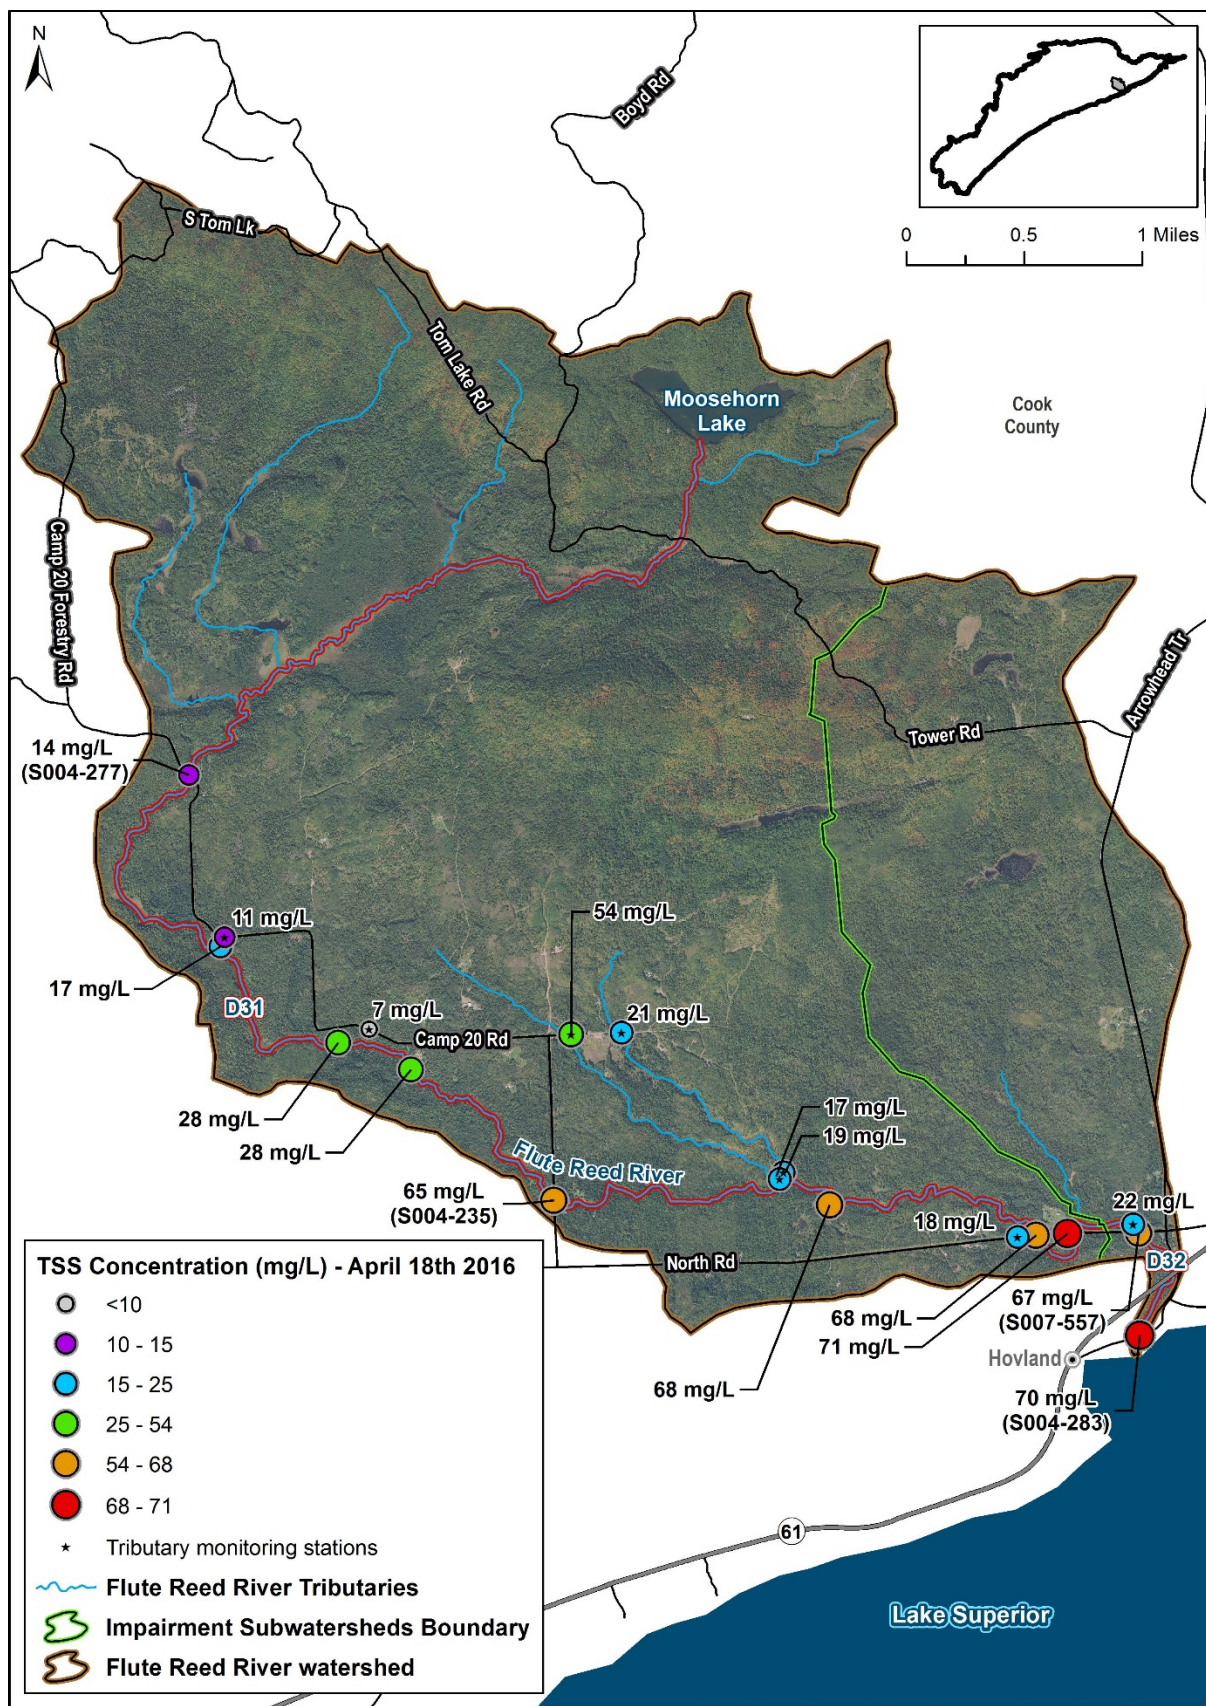 N
Boyd Rd
S Tom Lk
0 0.5 1 Miles
Tom Lake Rd
Moosehorn
Lake
Cook
County
Camp 20 Forestry Rd
Arrowhead Tr
Tower Rd
14 mg/L
(S004-277)
11 mg/L
54 mg/L
17 mg/L
D31
7 mg/L
Camp 20 Rd
21 mg/L
28 mg/L
28 mg/L
17 mg/L
19 mg/L
Flute Reed River
65 mg/L
(S004-235)
18 mg/L
22 mg/L
North Rd
D32
67 mg/L
(S007-557)
68 mg/L
71 mg/L
Hovland
68 mg/L
70 mg/L
(S004-283)
61
Lake Superior
TSS Concentration (mg/L) - April 18th 2016
<10
10 - 15
15 - 25
25 - 54
54 - 68
68 - 71
Tributary monitoring stations
Flute Reed River Tributaries
Impairment Subwatersheds Boundary
Flute Reed River watershed